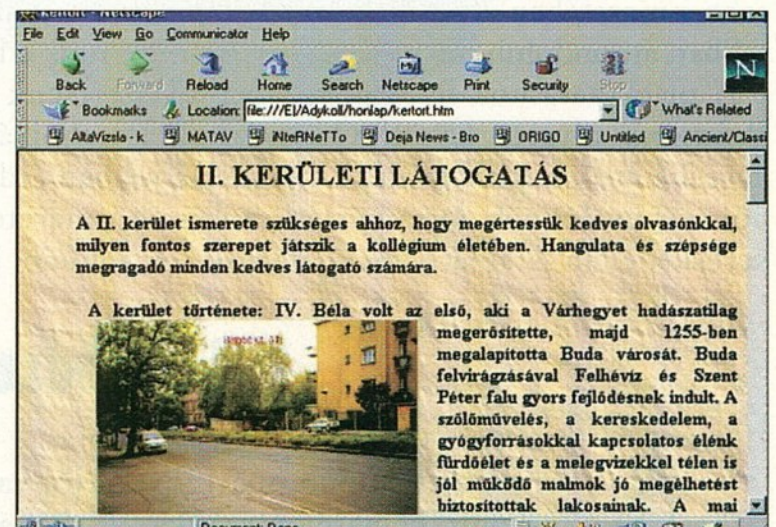 kertort - Netscape
File Edit View Go Communicator Help
Back Forward Reload Home Search Netscape Print Security Stop
N
Bookmarks Location: file:///E|/Adykoll/honlap/kertort.htm What's Related
AltaVizsla - k MATAV iNteRNeTTo Deja News - Bro ORIGO Untitled Ancient/Classi
II. KERÜLETI LÁTOGATÁS
A II. kerület ismerete szükséges ahhoz, hogy megértessük kedves olvasónkkal,
milyen fontos szerepet játszik a kollégium életében. Hangulata és szépsége
megragadó minden kedves látogató számára.
A kerület története: IV. Béla volt az első, aki a Várhegyet hadászatilag
megerősítette, majd 1255-ben
megalapította Buda városát. Buda
felvirágzásával Felhévíz és Szent
Péter falu gyors fejlődésnek indult. A
szőlőművelés, a kereskedelem, a
gyógyforrásokkal kapcsolatos élénk
fürdőélet és a melegvizekkel télen is
jól működő malmok jó megélhetést
biztosítottak lakosainak. A mai
Document: Done